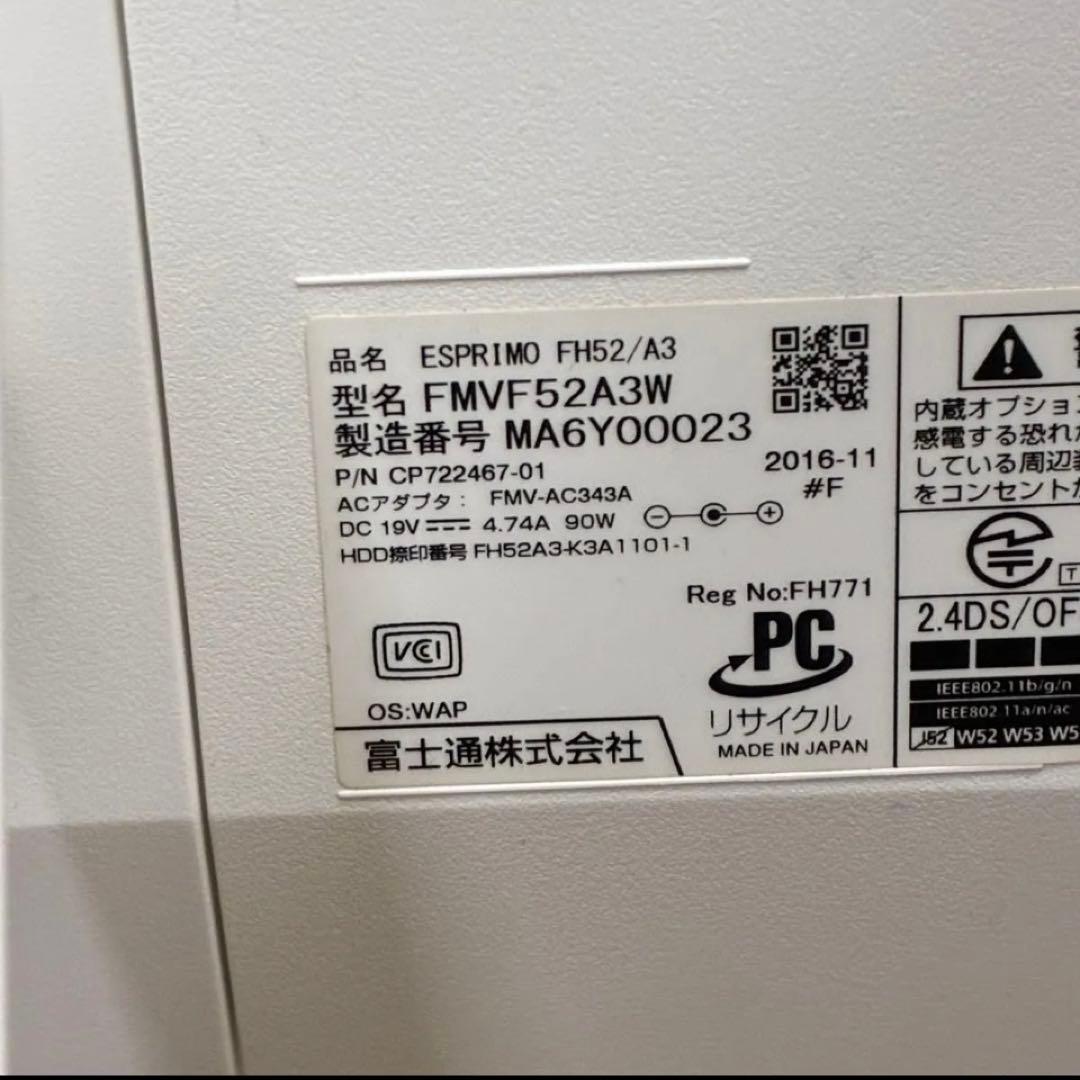 品名 ESPRIMO FH52/A3
型名 FMVF52A3W
製造番号 MA6Y00023
P/N CP722467-01
2016-11
#F
ACアダプタ: FMV-AC343A
DC 19V 4.74A 90W
HDD捺印番号 FH52A3-K3A1101-1
Reg No:FH771
VCCI
PC
リサイクル
MADE IN JAPAN
OS:WAP
富士通株式会社
内蔵オプション
感電する恐れ
している周辺
をコンセント
2.4DS/OF
IEEE802.11b/g/n
IEEE802.11a/n/ac
J52 W52 W53 W5